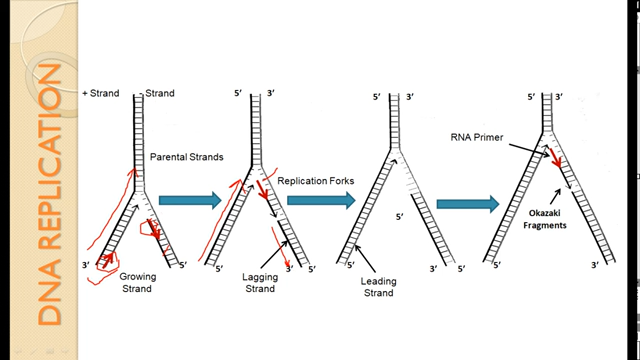 DNA REPLICATION
+ Strand
- Strand
Parental Strands
3'
5'
Growing
Strand
5'
3'
Replication Forks
5'
3'
5'
Lagging
Strand
5'
3'
5'
5'
3'
5'
Leading
Strand
5'
3'
RNA Primer
Okazaki
Fragments
5'
3'